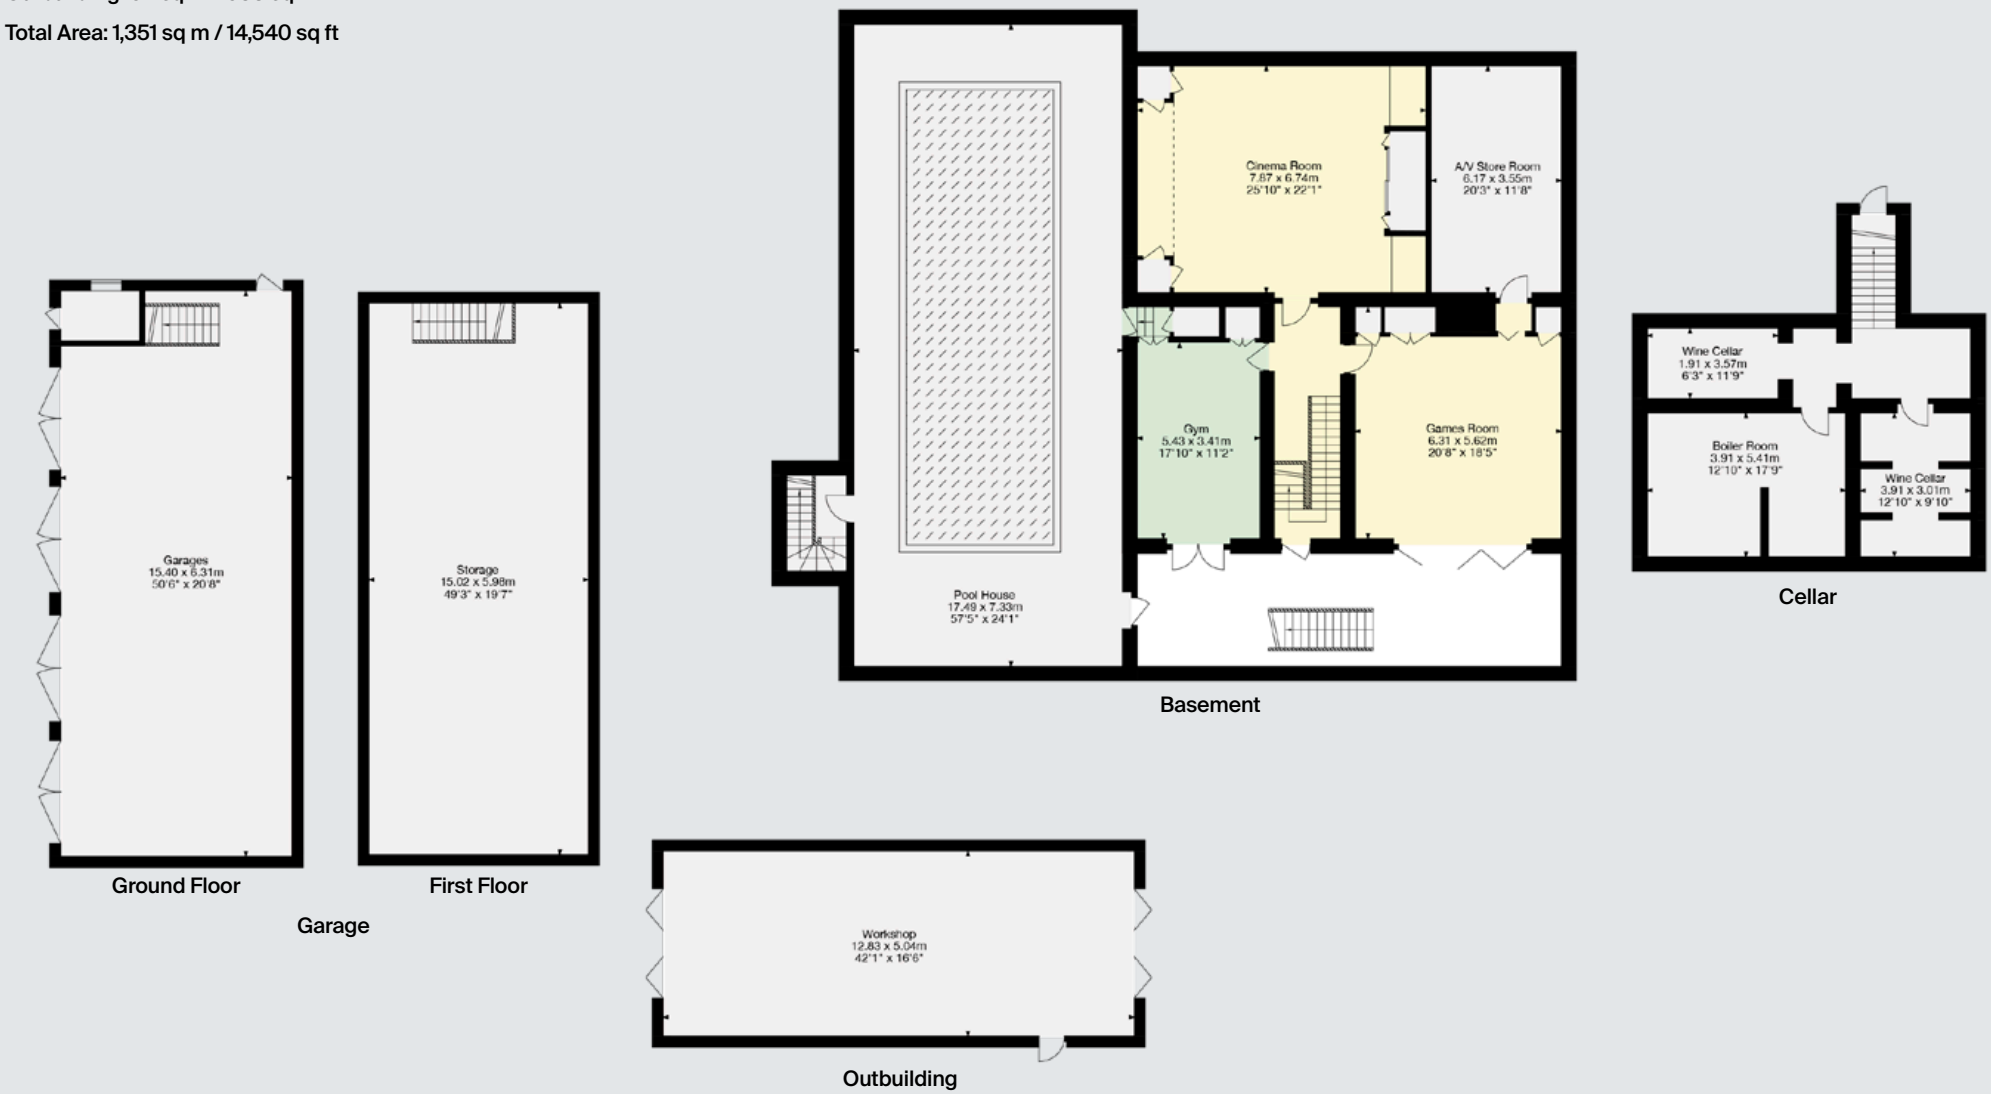 Total Area: 1,351 sq m / 14,540 sq ft
Cinema Room
7.87 x 6.74m
25'10" x 22'1"
A/V Store Room
6.17 x 3.55m
20'3" x 11'8"
Gym
5.43 x 3.41m
17'10" x 11'2"
Games Room
6.31 x 5.62m
20'8" x 18'5"
Pool House
17.49 x 7.33m
57'5" x 24'1"
Basement
Wine Cellar
1.91 x 3.57m
6'3" x 11'9"
Boiler Room
3.91 x 5.41m
12'10" x 17'9"
Wine Cellar
3.91 x 3.01m
12'10" x 9'10"
Cellar
Garages
15.40 x 6.31m
50'6" x 20'8"
Ground Floor
Storage
15.02 x 5.98m
49'3" x 19'7"
First Floor
Garage
Workshop
12.83 x 5.04m
42'1" x 16'6"
Outbuilding